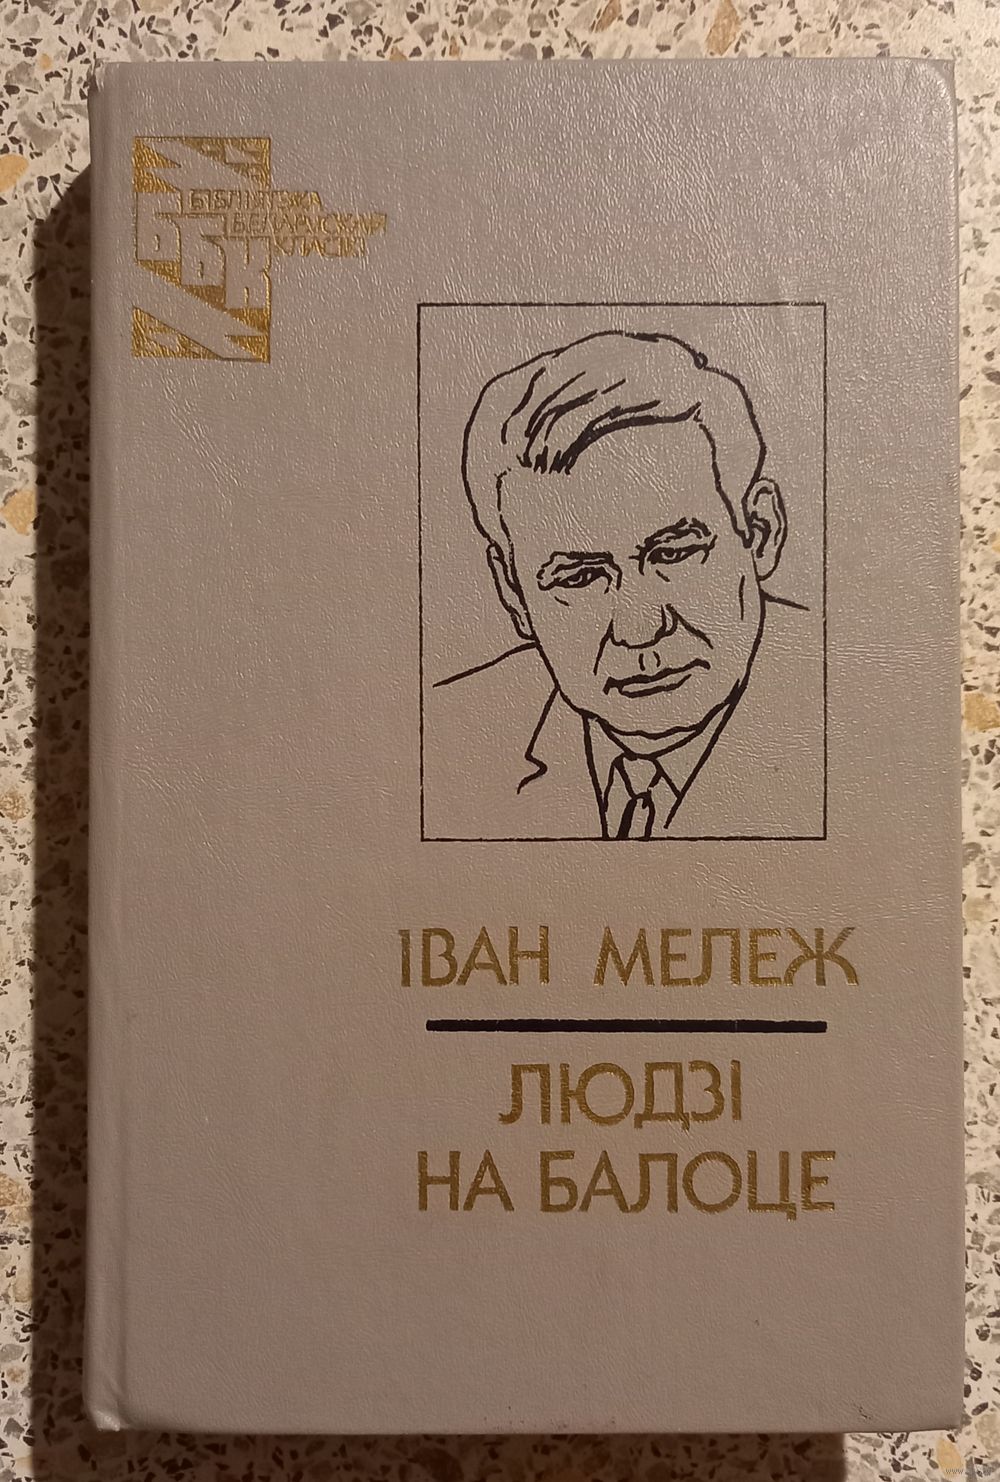 БІБЛІЯТЭКА
БЕЛАРУСКАЙ
КЛАСІКІ
ББК
ІВАН МЕЛЕЖ
ЛЮДЗІ
НА БАЛОЦЕ